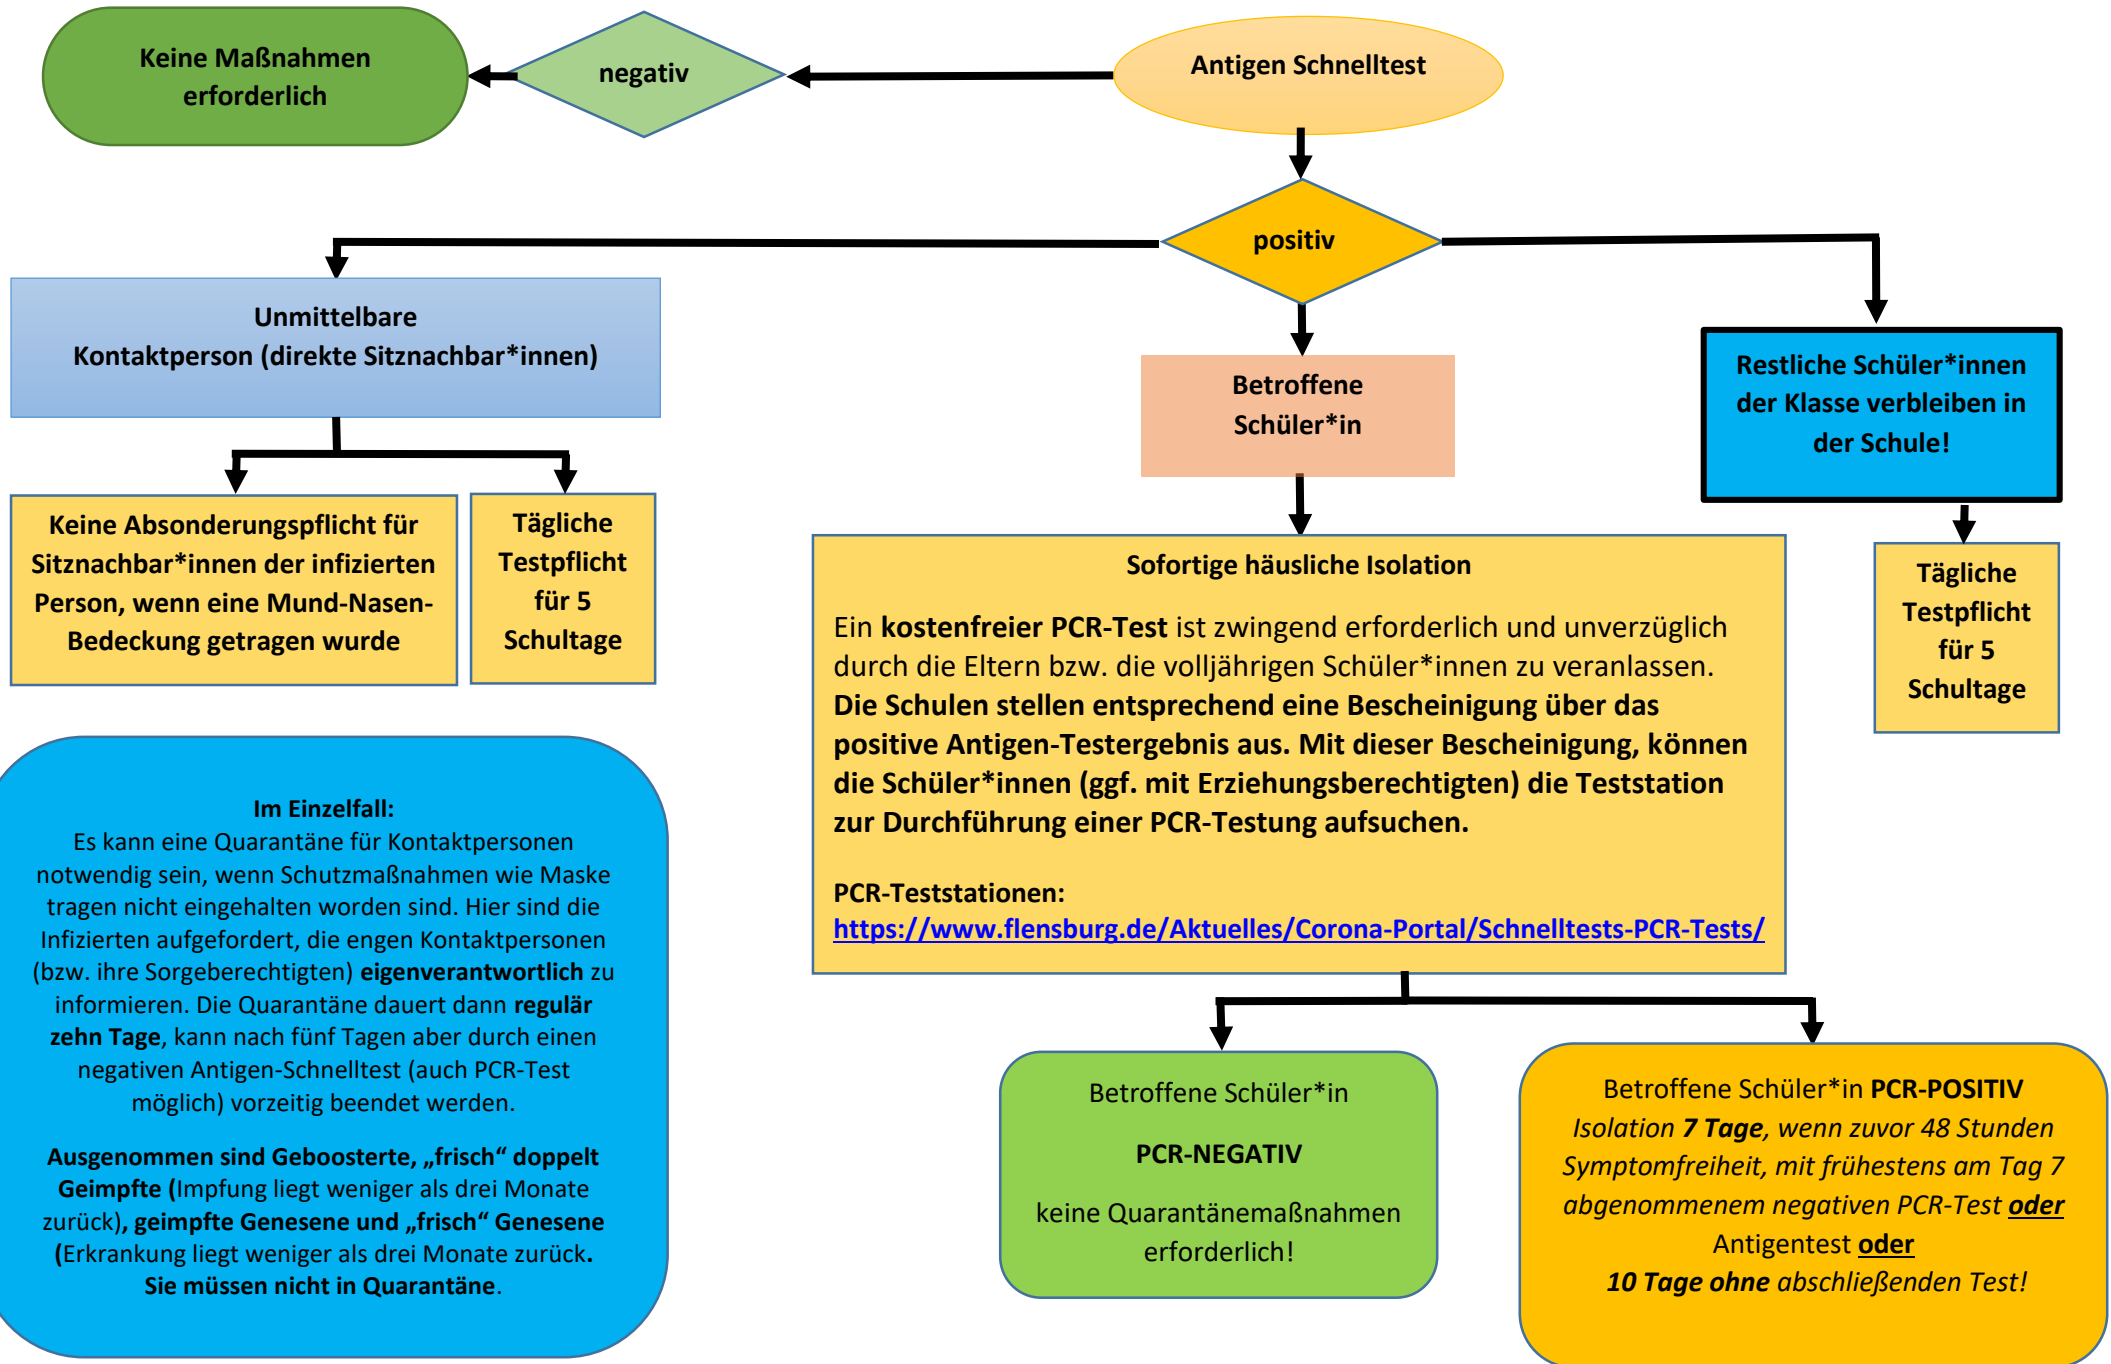 Keine Maßnahmen
erforderlich
negativ
Antigen Schnelltest
positiv
Unmittelbare
Kontaktperson (direkte Sitznachbar*innen)
Betroffene
Schüler*in
Restliche Schüler*innen
der Klasse verbleiben in
der Schule!
Keine Absonderungspflicht für
Sitznachbar*innen der infizierten
Person, wenn eine Mund-Nasen-
Bedeckung getragen wurde
Tägliche
Testpflicht
für 5
Schultage
Sofortige häusliche Isolation
Ein kostenfreier PCR-Test ist zwingend erforderlich und unverzüglich
durch die Eltern bzw. die volljährigen Schüler*innen zu veranlassen.
Die Schulen stellen entsprechend eine Bescheinigung über das
positive Antigen-Testergebnis aus. Mit dieser Bescheinigung, können
die Schüler*innen (ggf. mit Erziehungsberechtigten) die Teststation
zur Durchführung einer PCR-Testung aufsuchen.
PCR-Teststationen:
https://www.flensburg.de/Aktuelles/Corona-Portal/Schnelltests-PCR-Tests/
Tägliche
Testpflicht
für 5
Schultage
Im Einzelfall:
Es kann eine Quarantäne für Kontaktpersonen
notwendig sein, wenn Schutzmaßnahmen wie Maske
tragen nicht eingehalten worden sind. Hier sind die
Infizierten aufgefordert, die engen Kontaktpersonen
(bzw. ihre Sorgeberechtigten) eigenverantwortlich zu
informieren. Die Quarantäne dauert dann regulär
zehn Tage, kann nach fünf Tagen aber durch einen
negativen Antigen-Schnelltest (auch PCR-Test
möglich) vorzeitig beendet werden.
Ausgenommen sind Geboosterte, „frisch“ doppelt
Geimpfte (Impfung liegt weniger als drei Monate
zurück), geimpfte Genesene und „frisch“ Genesene
(Erkrankung liegt weniger als drei Monate zurück.
Sie müssen nicht in Quarantäne.
Betroffene Schüler*in
PCR-NEGATIV
keine Quarantänemaßnahmen
erforderlich!
Betroffene Schüler*in PCR-POSITIV
Isolation 7 Tage, wenn zuvor 48 Stunden
Symptomfreiheit, mit frühestens am Tag 7
abgenommenem negativen PCR-Test oder
Antigentest oder
10 Tage ohne abschließenden Test!